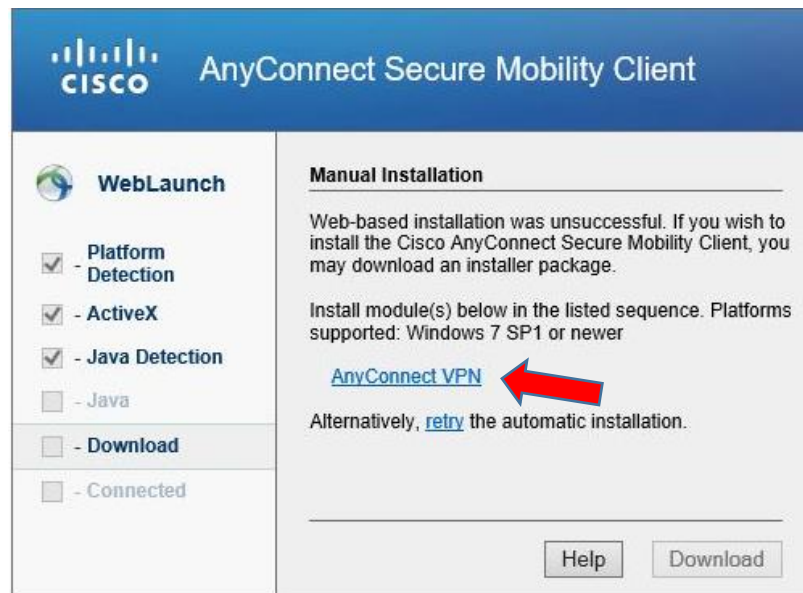 CISCO
AnyConnect Secure Mobility Client
WebLaunch
- Platform
Detection
- ActiveX
- Java Detection
- Java
- Download
- Connected
Manual Installation
Web-based installation was unsuccessful. If you wish to
install the Cisco AnyConnect Secure Mobility Client, you
may download an installer package.
Install module(s) below in the listed sequence. Platforms
supported: Windows 7 SP1 or newer
AnyConnect VPN
Alternatively, retry the automatic installation.
Help
Download